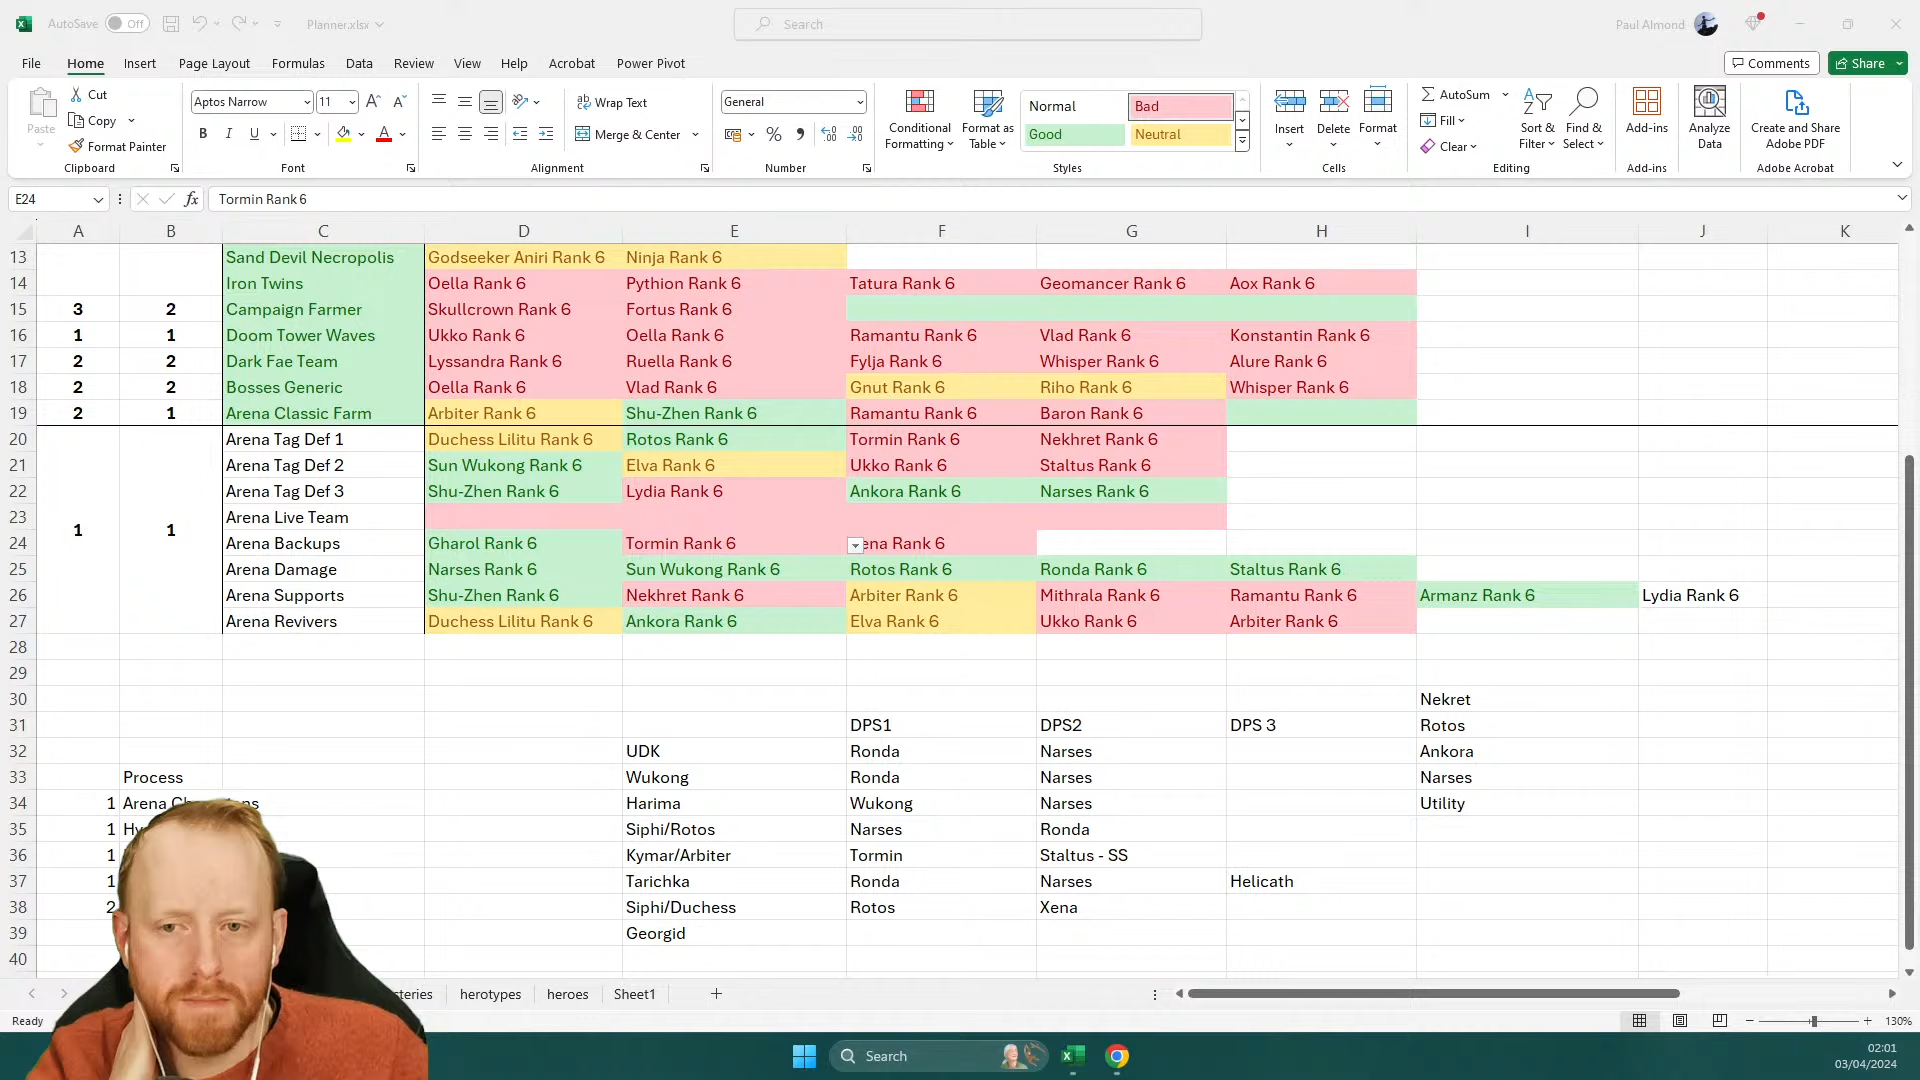 AutoSave Off Planner.xlsx Search Paul Almond
File Home Insert Page Layout Formulas Data Review View Help Acrobat Power Pivot Comments Share
Paste Cut Copy Format Painter Clipboard
Aptos Narrow 11 B I U A Font
Wrap Text Merge & Center Alignment
General % Number
Conditional Formatting Format as Table Normal Bad Good Neutral Styles
Insert Delete Format Cells
AutoSum Fill Clear Sort & Filter Find & Select Editing
Add-ins Add-ins
Analyze Data
Create and Share Adobe PDF Adobe Acrobat
E24 fx Tormin Rank 6
A B C D E F G H I J K
13 Sand Devil Necropolis Godseeker Aniri Rank 6 Ninja Rank 6
14 Iron Twins Oella Rank 6 Pythion Rank 6 Tatura Rank 6 Geomancer Rank 6 Aox Rank 6
15 3 2 Campaign Farmer Skullcrown Rank 6 Fortus Rank 6
16 1 1 Doom Tower Waves Ukko Rank 6 Oella Rank 6 Ramantu Rank 6 Vlad Rank 6 Konstantin Rank 6
17 2 2 Dark Fae Team Lyssandra Rank 6 Ruella Rank 6 Fylja Rank 6 Whisper Rank 6 Alure Rank 6
18 2 2 Bosses Generic Oella Rank 6 Vlad Rank 6 Gnut Rank 6 Riho Rank 6 Whisper Rank 6
19 2 1 Arena Classic Farm Arbiter Rank 6 Shu-Zhen Rank 6 Ramantu Rank 6 Baron Rank 6
20 Arena Tag Def 1 Duchess Lilitu Rank 6 Rotos Rank 6 Tormin Rank 6 Nekhret Rank 6
21 Arena Tag Def 2 Sun Wukong Rank 6 Elva Rank 6 Ukko Rank 6 Staltus Rank 6
22 Arena Tag Def 3 Shu-Zhen Rank 6 Lydia Rank 6 Ankora Rank 6 Narses Rank 6
23 Arena Live Team
1 1
24 Arena Backups Gharol Rank 6 Tormin Rank 6 ena Rank 6
25 Arena Damage Narses Rank 6 Sun Wukong Rank 6 Rotos Rank 6 Ronda Rank 6 Staltus Rank 6
26 Arena Supports Shu-Zhen Rank 6 Nekhret Rank 6 Arbiter Rank 6 Mithrala Rank 6 Ramantu Rank 6 Armanz Rank 6 Lydia Rank 6
27 Arena Revivers Duchess Lilitu Rank 6 Ankora Rank 6 Elva Rank 6 Ukko Rank 6 Arbiter Rank 6
28
29
30 Nekret
31 DPS1 DPS2 DPS 3 Rotos
32 UDK Ronda Narses Ankora
33 Process Wukong Ronda Narses Narses
34 1 Arena Harima Wukong Narses Utility
35 1 Siphi/Rotos Narses Ronda
36 1 Kymar/Arbiter Tormin Staltus - SS
37 1 Tarichka Ronda Narses Helicath
38 2 Siphi/Duchess Rotos Xena
39 Georgid
40
herotypes heroes Sheet1
Ready 130%
Search
02:01
03/04/2024